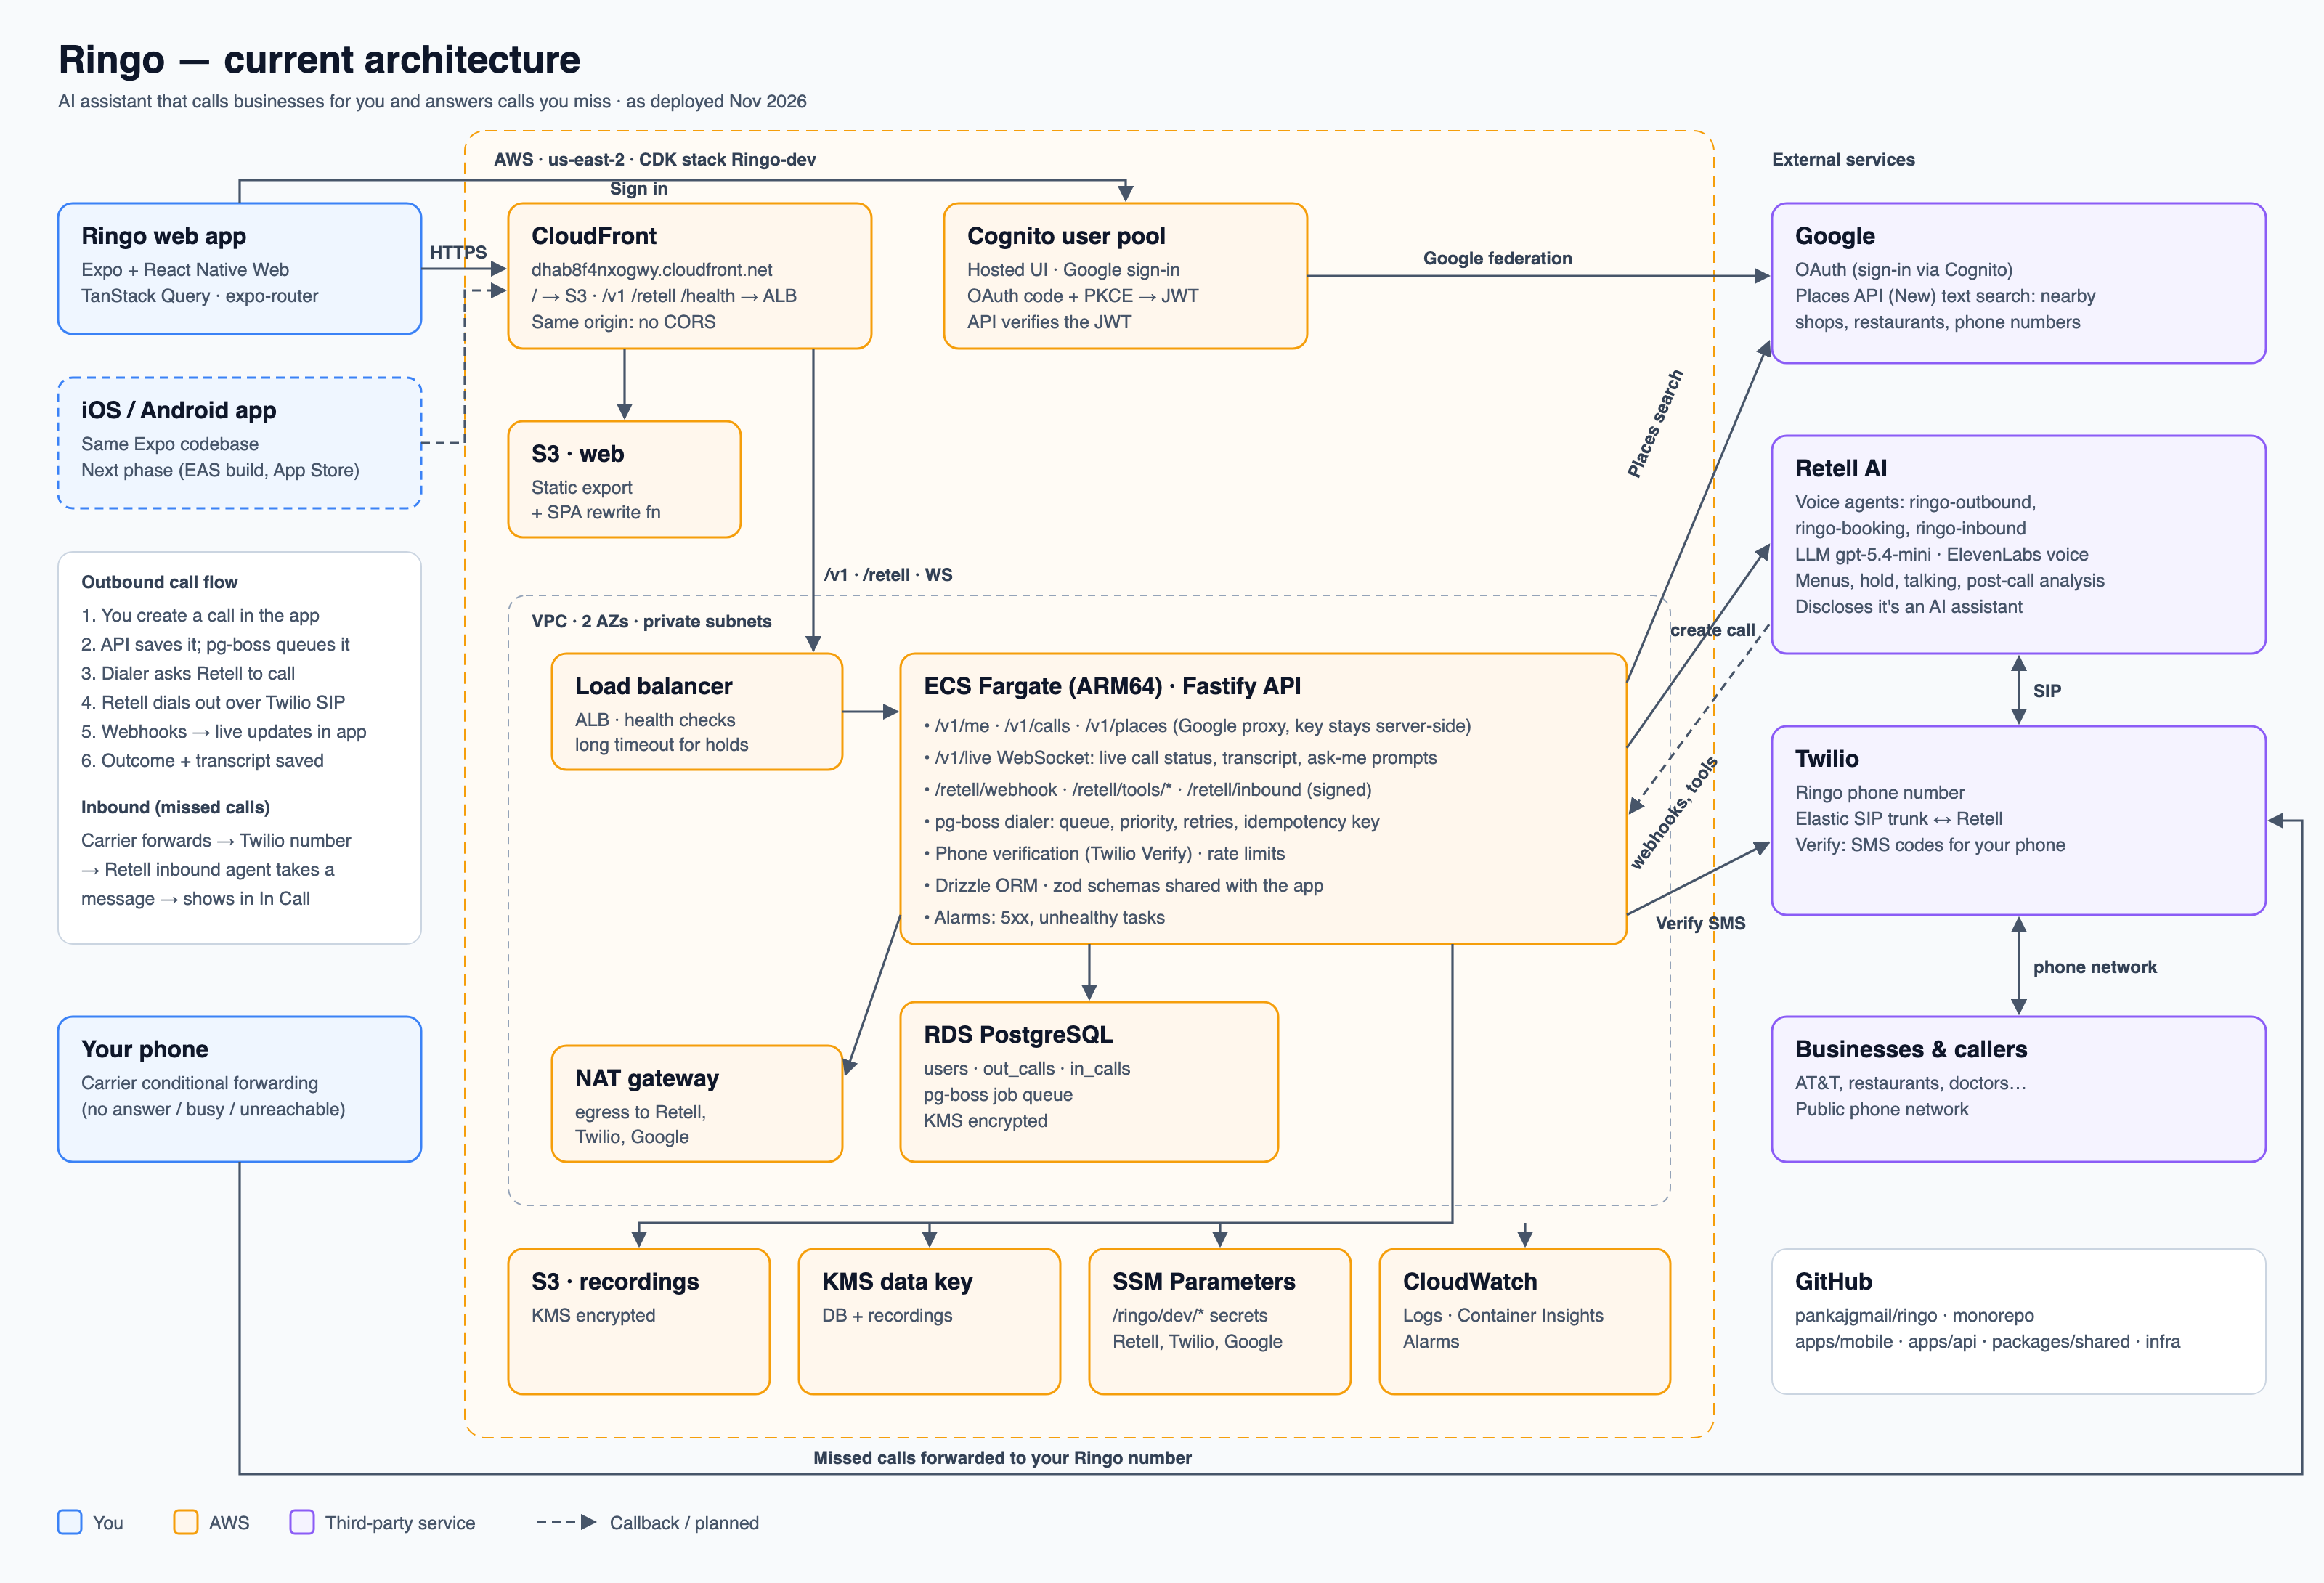 Ringo — current architecture
AI assistant that calls businesses for you and answers calls you miss · as deployed Nov 2026
AWS · us-east-2 · CDK stack Ringo-dev
External services
Sign in
Ringo web app
Expo + React Native Web
TanStack Query · expo-router
HTTPS
CloudFront
dhab8f4nxogwy.cloudfront.net
/ → S3 · /v1 /retell /health → ALB
Same origin: no CORS
Cognito user pool
Hosted UI · Google sign-in
OAuth code + PKCE → JWT
API verifies the JWT
Google federation
Google
OAuth (sign-in via Cognito)
Places API (New) text search: nearby
shops, restaurants, phone numbers
iOS / Android app
Same Expo codebase
Next phase (EAS build, App Store)
S3 · web
Static export
+ SPA rewrite fn
Places search
Retell AI
Voice agents: ringo-outbound,
ringo-booking, ringo-inbound
LLM gpt-5.4-mini · ElevenLabs voice
Menus, hold, talking, post-call analysis
Discloses it's an AI assistant
Outbound call flow
1. You create a call in the app
2. API saves it; pg-boss queues it
3. Dialer asks Retell to call
4. Retell dials out over Twilio SIP
5. Webhooks → live updates in app
6. Outcome + transcript saved
Inbound (missed calls)
Carrier forwards → Twilio number
→ Retell inbound agent takes a
message → shows in In Call
/v1 · /retell · WS
VPC · 2 AZs · private subnets
create call
Load balancer
ALB · health checks
long timeout for holds
ECS Fargate (ARM64) · Fastify API
• /v1/me · /v1/calls · /v1/places (Google proxy, key stays server-side)
• /v1/live WebSocket: live call status, transcript, ask-me prompts
• /retell/webhook · /retell/tools/* · /retell/inbound (signed)
• pg-boss dialer: queue, priority, retries, idempotency key
• Phone verification (Twilio Verify) · rate limits
• Drizzle ORM · zod schemas shared with the app
• Alarms: 5xx, unhealthy tasks
webhooks, tools
Verify SMS
SIP
Twilio
Ringo phone number
Elastic SIP trunk ↔ Retell
Verify: SMS codes for your phone
phone network
Your phone
Carrier conditional forwarding
(no answer / busy / unreachable)
NAT gateway
egress to Retell,
Twilio, Google
RDS PostgreSQL
users · out_calls · in_calls
pg-boss job queue
KMS encrypted
Businesses & callers
AT&T, restaurants, doctors…
Public phone network
S3 · recordings
KMS encrypted
KMS data key
DB + recordings
SSM Parameters
/ringo/dev/* secrets
Retell, Twilio, Google
CloudWatch
Logs · Container Insights
Alarms
GitHub
pankajgmail/ringo · monorepo
apps/mobile · apps/api · packages/shared · infra
Missed calls forwarded to your Ringo number
You
AWS
Third-party service
Callback / planned